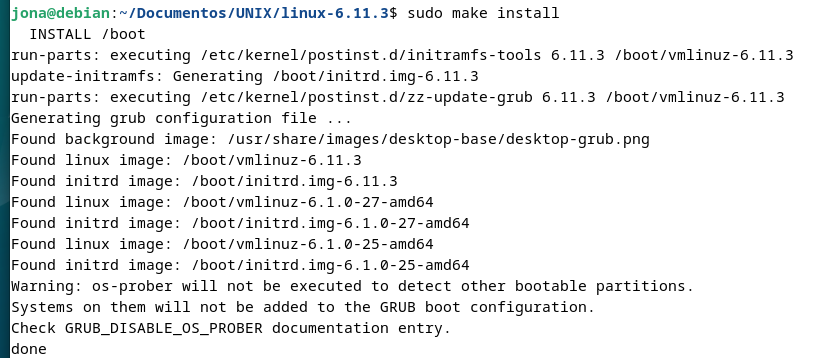 jona@debian:~/Documentos/UNIX/linux-6.11.3$ sudo make install
  INSTALL /boot
run-parts: executing /etc/kernel/postinst.d/initramfs-tools 6.11.3 /boot/vmlinuz-6.11.3
update-initramfs: Generating /boot/initrd.img-6.11.3
run-parts: executing /etc/kernel/postinst.d/zz-update-grub 6.11.3 /boot/vmlinuz-6.11.3
Generating grub configuration file ...
Found background image: /usr/share/images/desktop-base/desktop-grub.png
Found linux image: /boot/vmlinuz-6.11.3
Found initrd image: /boot/initrd.img-6.11.3
Found linux image: /boot/vmlinuz-6.1.0-27-amd64
Found initrd image: /boot/initrd.img-6.1.0-27-amd64
Found linux image: /boot/vmlinuz-6.1.0-25-amd64
Found initrd image: /boot/initrd.img-6.1.0-25-amd64
Warning: os-prober will not be executed to detect other bootable partitions.
Systems on them will not be added to the GRUB boot configuration.
Check GRUB_DISABLE_OS_PROBER documentation entry.
done